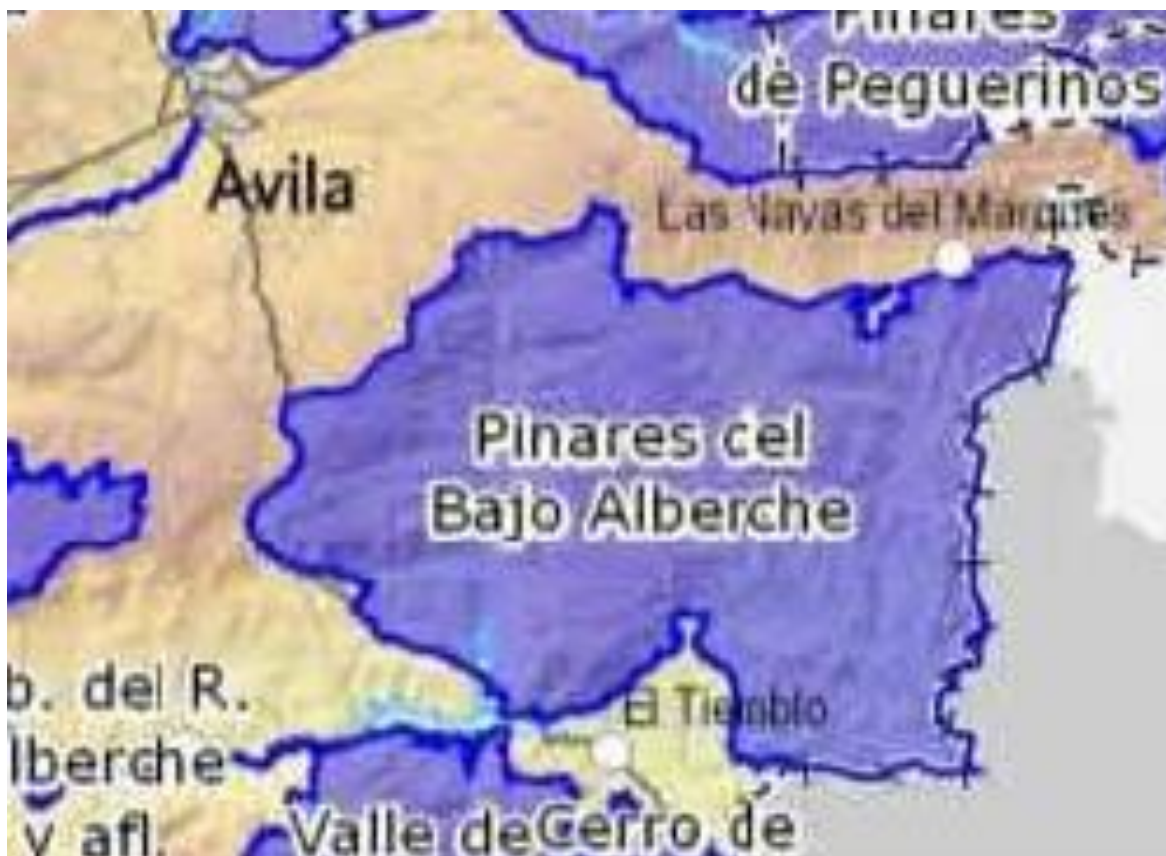 Pinares
de Peguerinos
Avila
Las Navas del Marqués
Pinares cel
Bajo Alberche
b. del R.
lberche
y afl.
El Tiemblo
Valle de
Cerro de